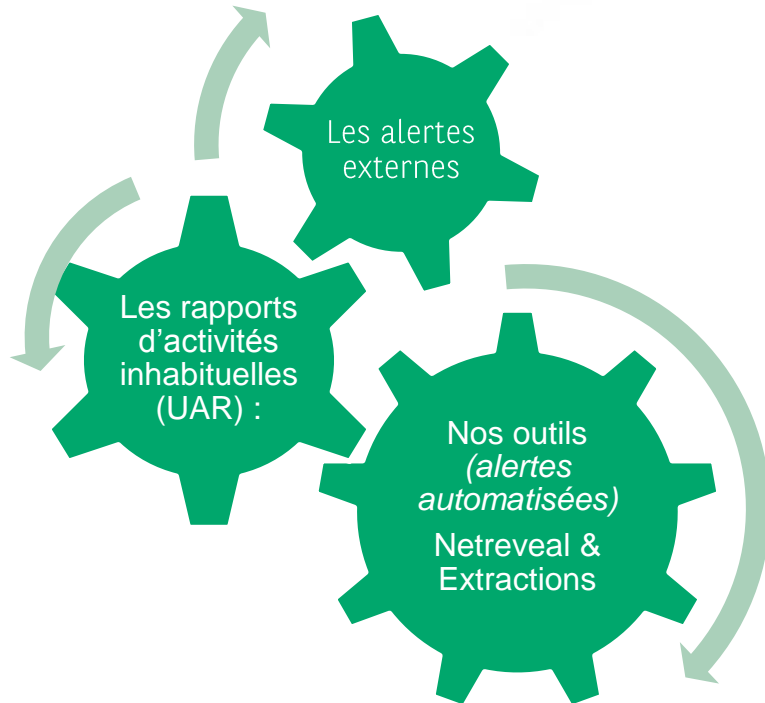 Les alertes
externes
Les rapports
d’activités
inhabituelles
(UAR) :
Nos outils
(alertes
automatisées)
Netreveal &
Extractions